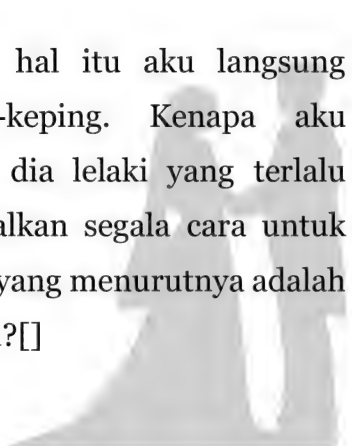 hal itu aku langsung
-keping. Kenapa aku
dia lelaki yang terlalu
alkan segala cara untuk
yang menurutnya adalah
?[]